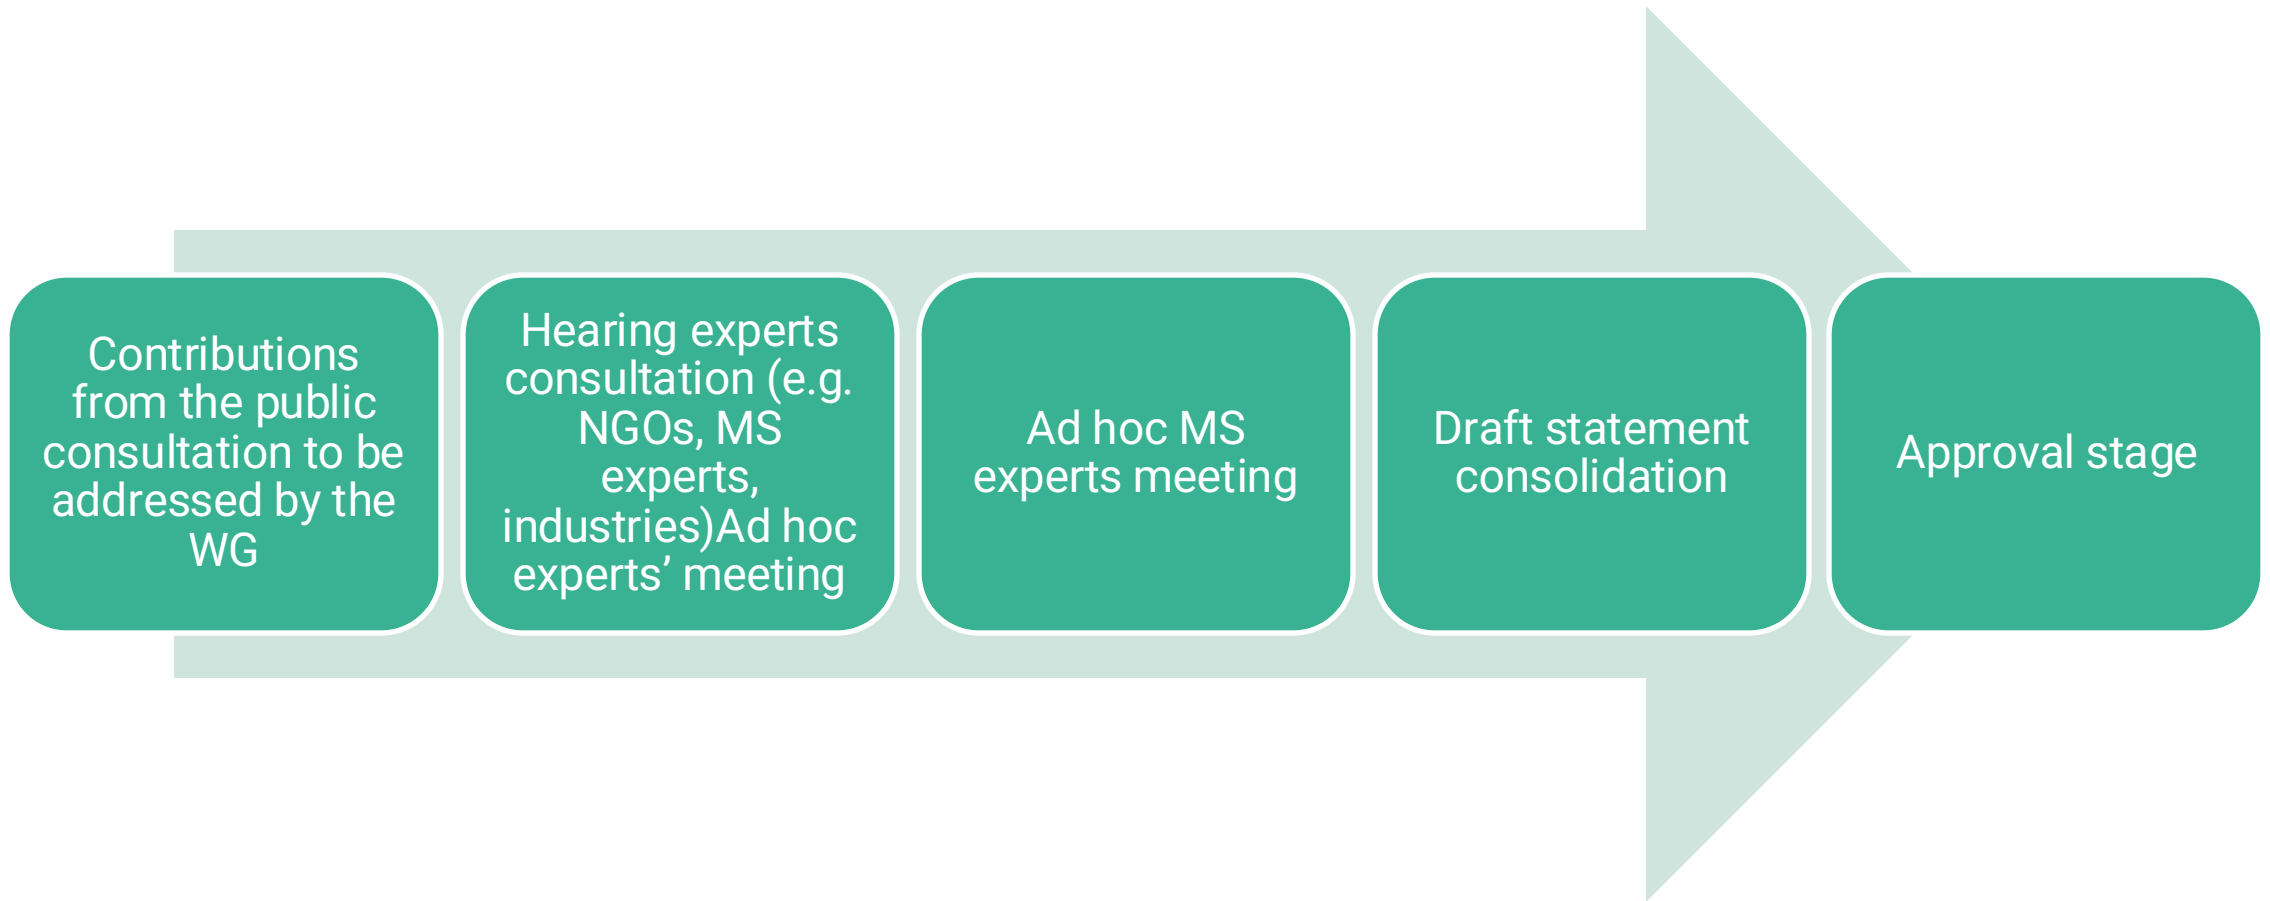 Contributions
from the public
consultation to be
addressed by the
WG
Hearing experts
consultation (e.g.
NGOs, MS
experts,
industries)Ad hoc
experts’ meeting
Ad hoc MS
experts meeting
Draft statement
consolidation
Approval stage